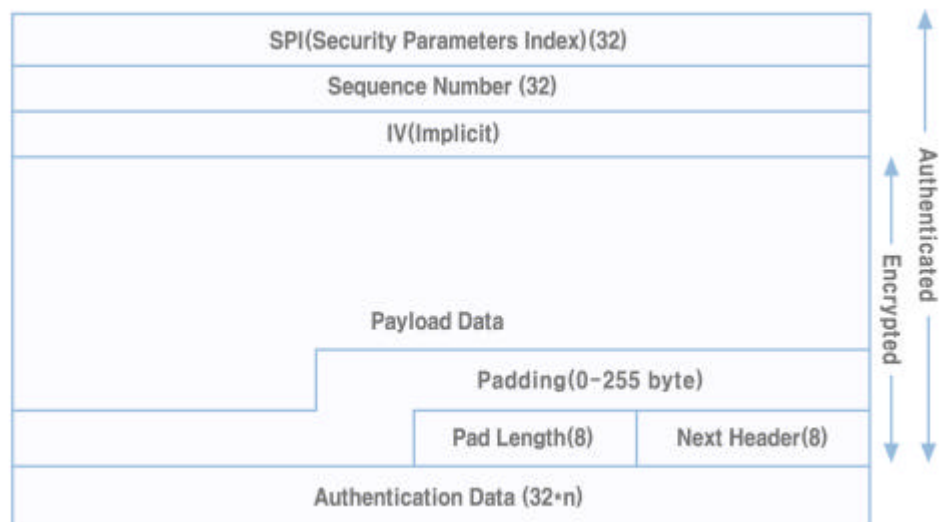 SPI(Security Parameters Index)(32)
Sequence Number (32)
IV(Implicit)
Payload Data
Padding(0-255 byte)
Pad Length(8)
Next Header(8)
Authentication Data (32•n)
Encrypted
Authenticated